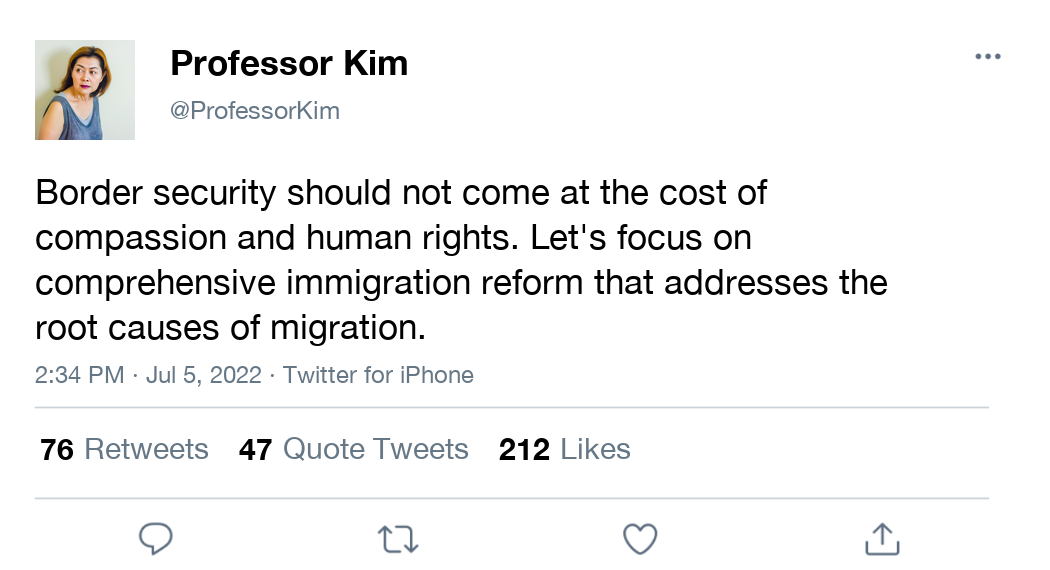 Professor Kim
@ProfessorKim
Border security should not come at the cost of
compassion and human rights. Let's focus on
comprehensive immigration reform that addresses the
root causes of migration.
2:34 PM · Jul 5, 2022 · Twitter for iPhone
76 Retweets 47 Quote Tweets 212 Likes